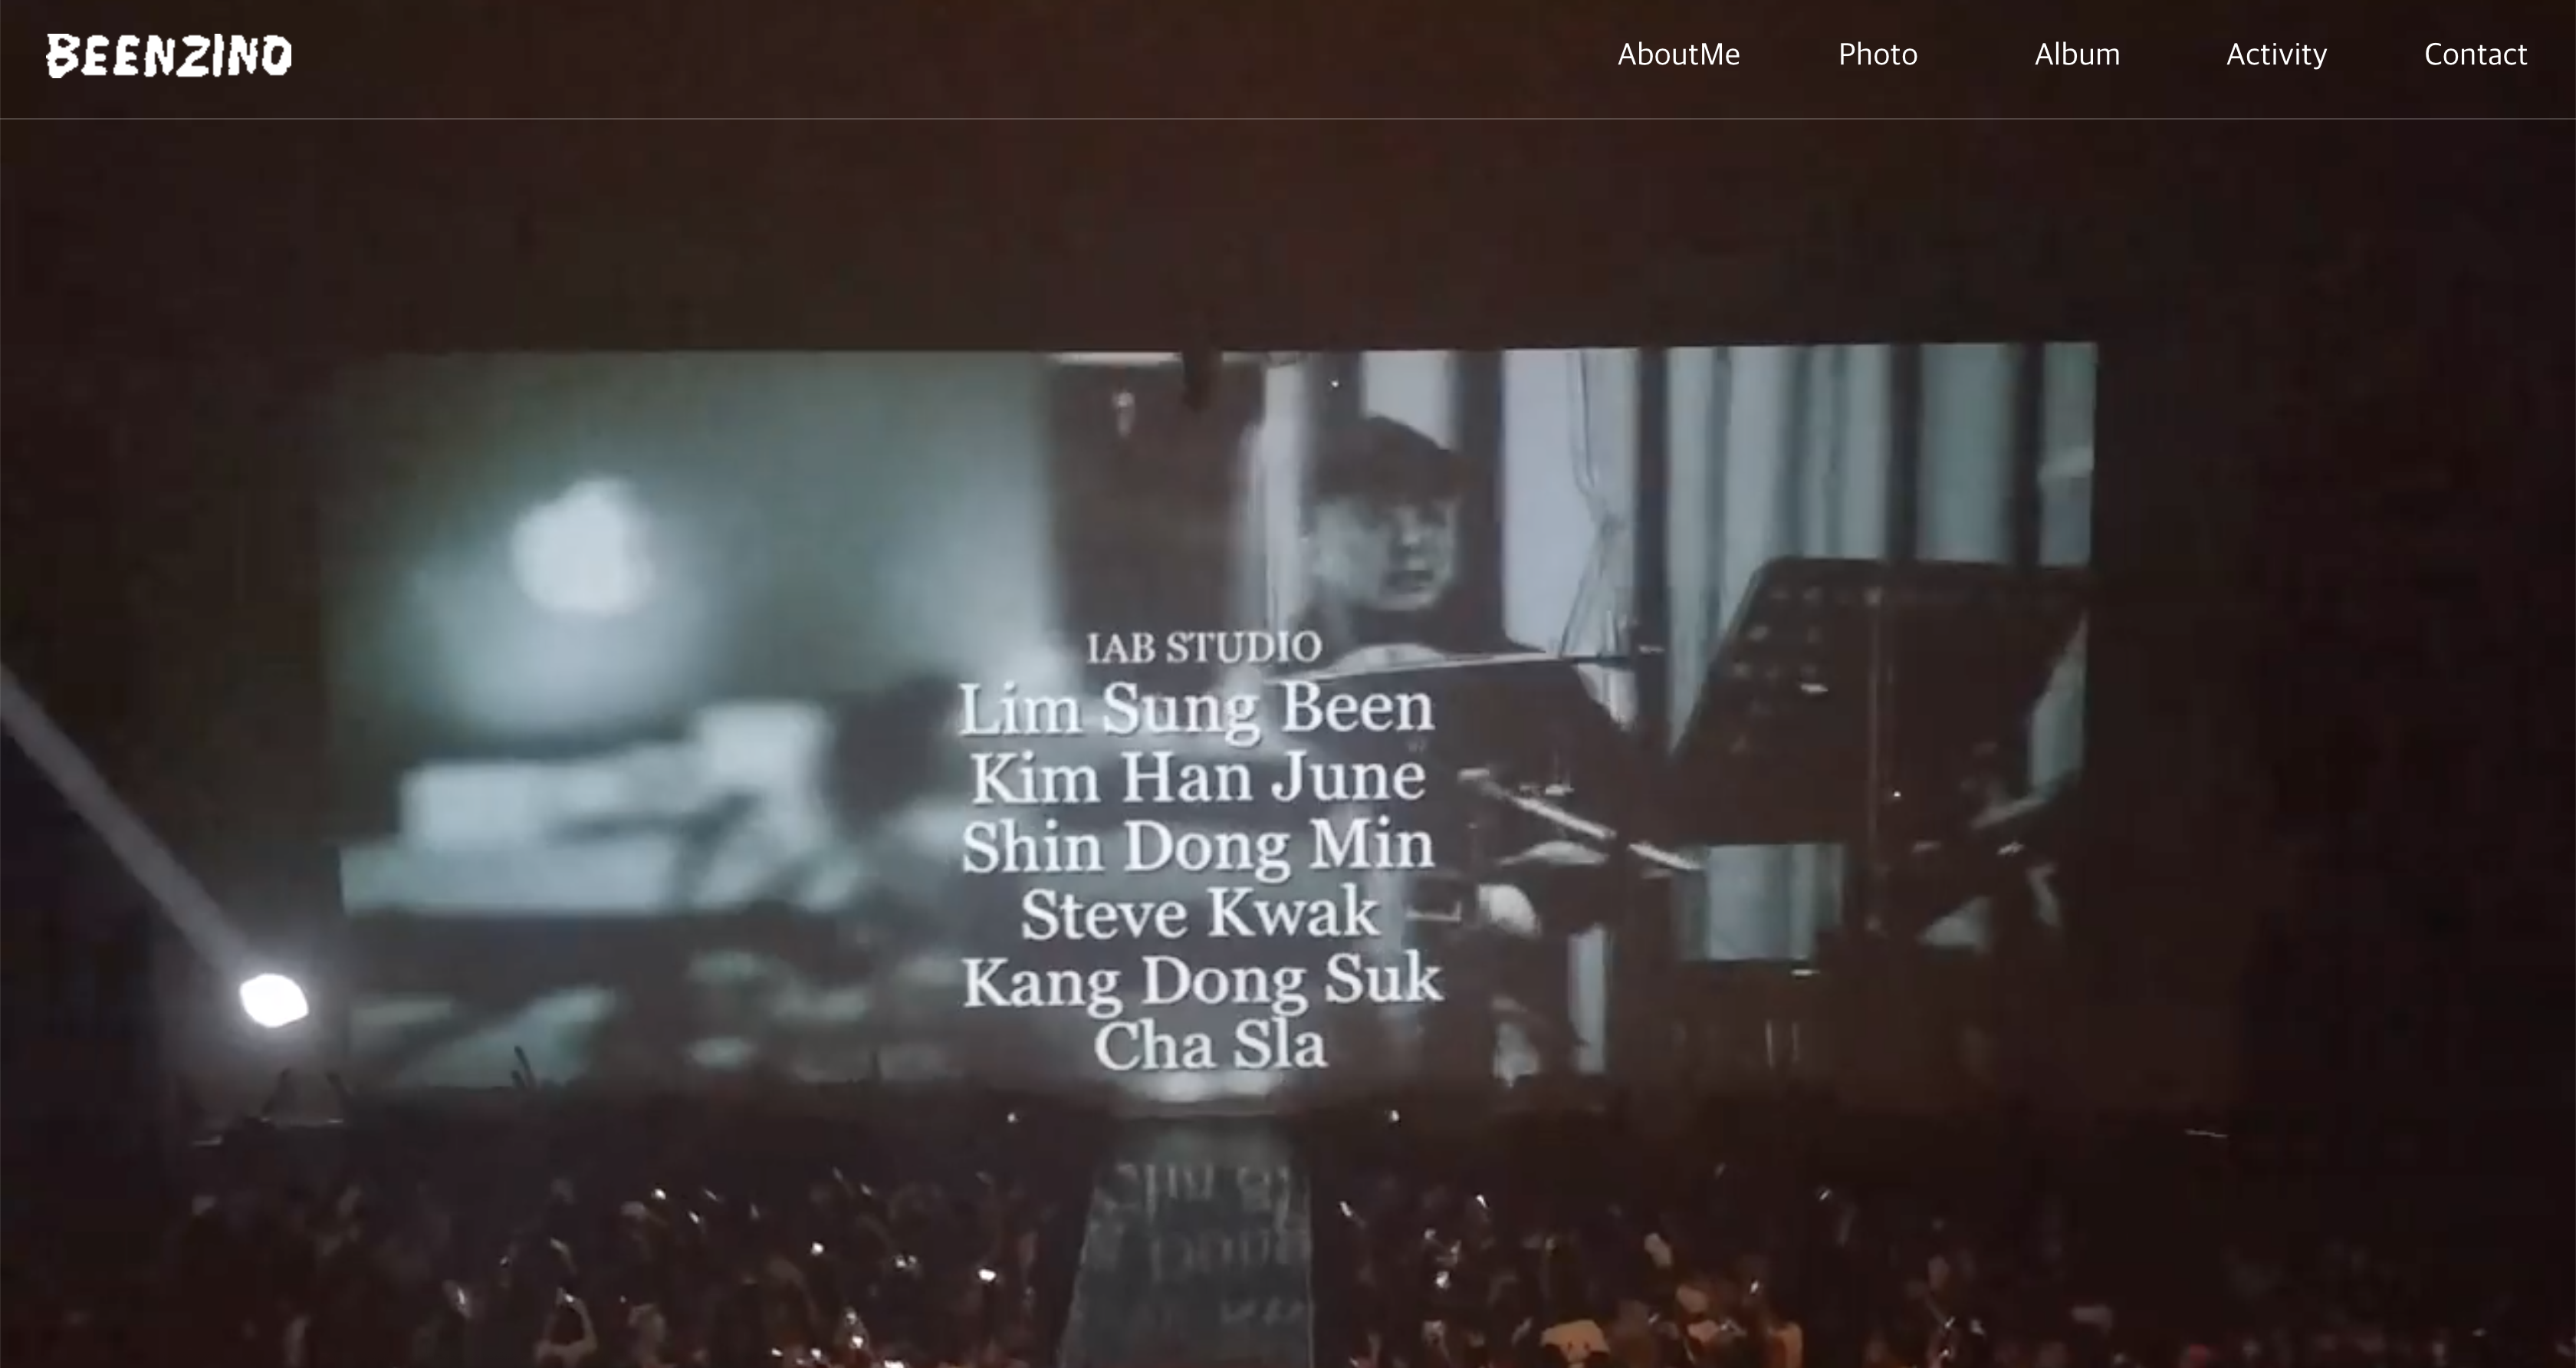 BEENZINO
AboutMe
Photo
Album
Activity
Contact
IAB STUDIO
Lim Sung Been
Kim Han June
Shin Dong Min
Steve Kwak
Kang Dong Suk
Cha Sla